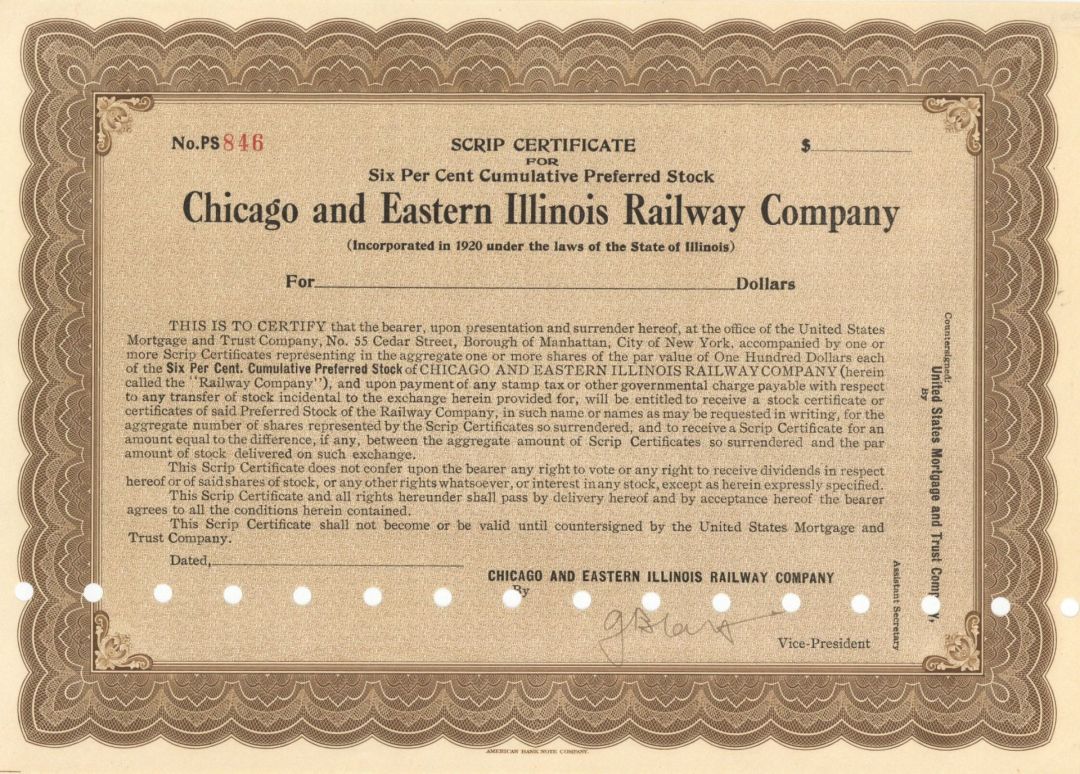 No. PS 846
SCRIP CERTIFICATE
$
FOR
Six Per Cent Cumulative Preferred Stock
Chicago and Eastern Illinois Railway Company
(Incorporated in 1920 under the laws of the State of Illinois)
For Dollars
THIS IS TO CERTIFY that the bearer, upon presentation and surrender hereof, at the office of the United States
Mortgage and Trust Company, No. 55 Cedar Street, Borough of Manhattan, City of New York, accompanied by one or
more Scrip Certificates representing in the aggregate one or more shares of the par value of One Hundred Dollars each
of the Six Per Cent. Cumulative Preferred Stock of CHICAGO AND EASTERN ILLINOIS RAILWAY COMPANY (herein
called the "Railway Company"), and upon payment of any stamp tax or other governmental charge payable with respect
to any transfer of stock incidental to the exchange herein provided for, will be entitled to receive a stock certificate or
certificates of said Preferred Stock of the Railway Company, in such name or names as may be requested in writing, for the
aggregate number of shares represented by the Scrip Certificates so surrendered, and to receive a Scrip Certificate for an
amount equal to the difference, if any, between the aggregate amount of Scrip Certificates so surrendered and the par
amount of stock delivered on such exchange.
This Scrip Certificate does not confer upon the bearer any right to vote or any right to receive dividends in respect
hereof or of said shares of stock, or any other rights whatsoever, or interest in any stock, except as herein expressly specified.
This Scrip Certificate and all rights hereunder shall pass by delivery hereof and by acceptance hereof the bearer
agrees to all the conditions herein contained.
This Scrip Certificate shall not become or be valid until countersigned by the United States Mortgage and
Trust Company.
Dated,
CHICAGO AND EASTERN ILLINOIS RAILWAY COMPANY
By
Vice-President
Countersigned:
United States Mortgage and Trust Company,
By
Assistant Secretary
AMERICAN BANK NOTE COMPANY.